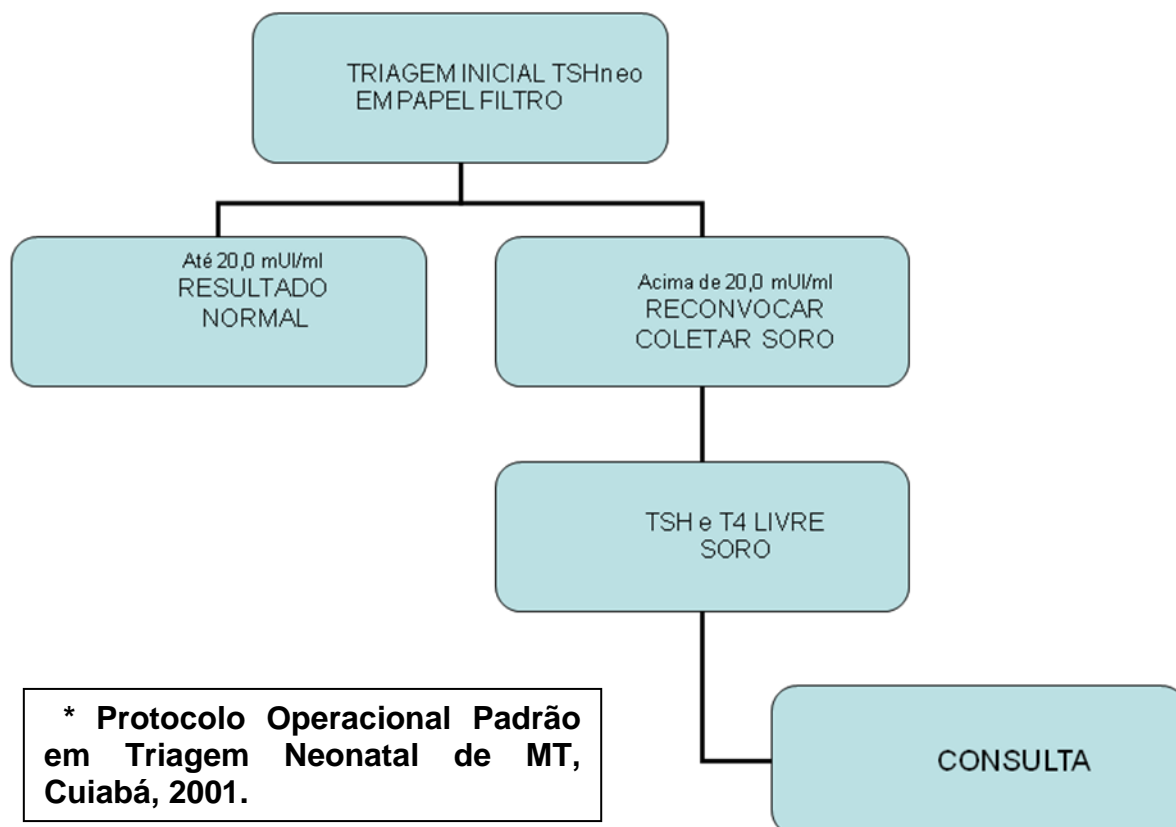 TRIAGEM INICIAL TSHneo
EM PAPEL FILTRO
Até 20,0 mUI/ml
RESULTADO
NORMAL
Acima de 20,0 mUI/ml
RECONVOCAR
COLETAR SORO
TSH e T4 LIVRE
SORO
CONSULTA
* Protocolo Operacional Padrão
em Triagem Neonatal de MT,
Cuiabá, 2001.